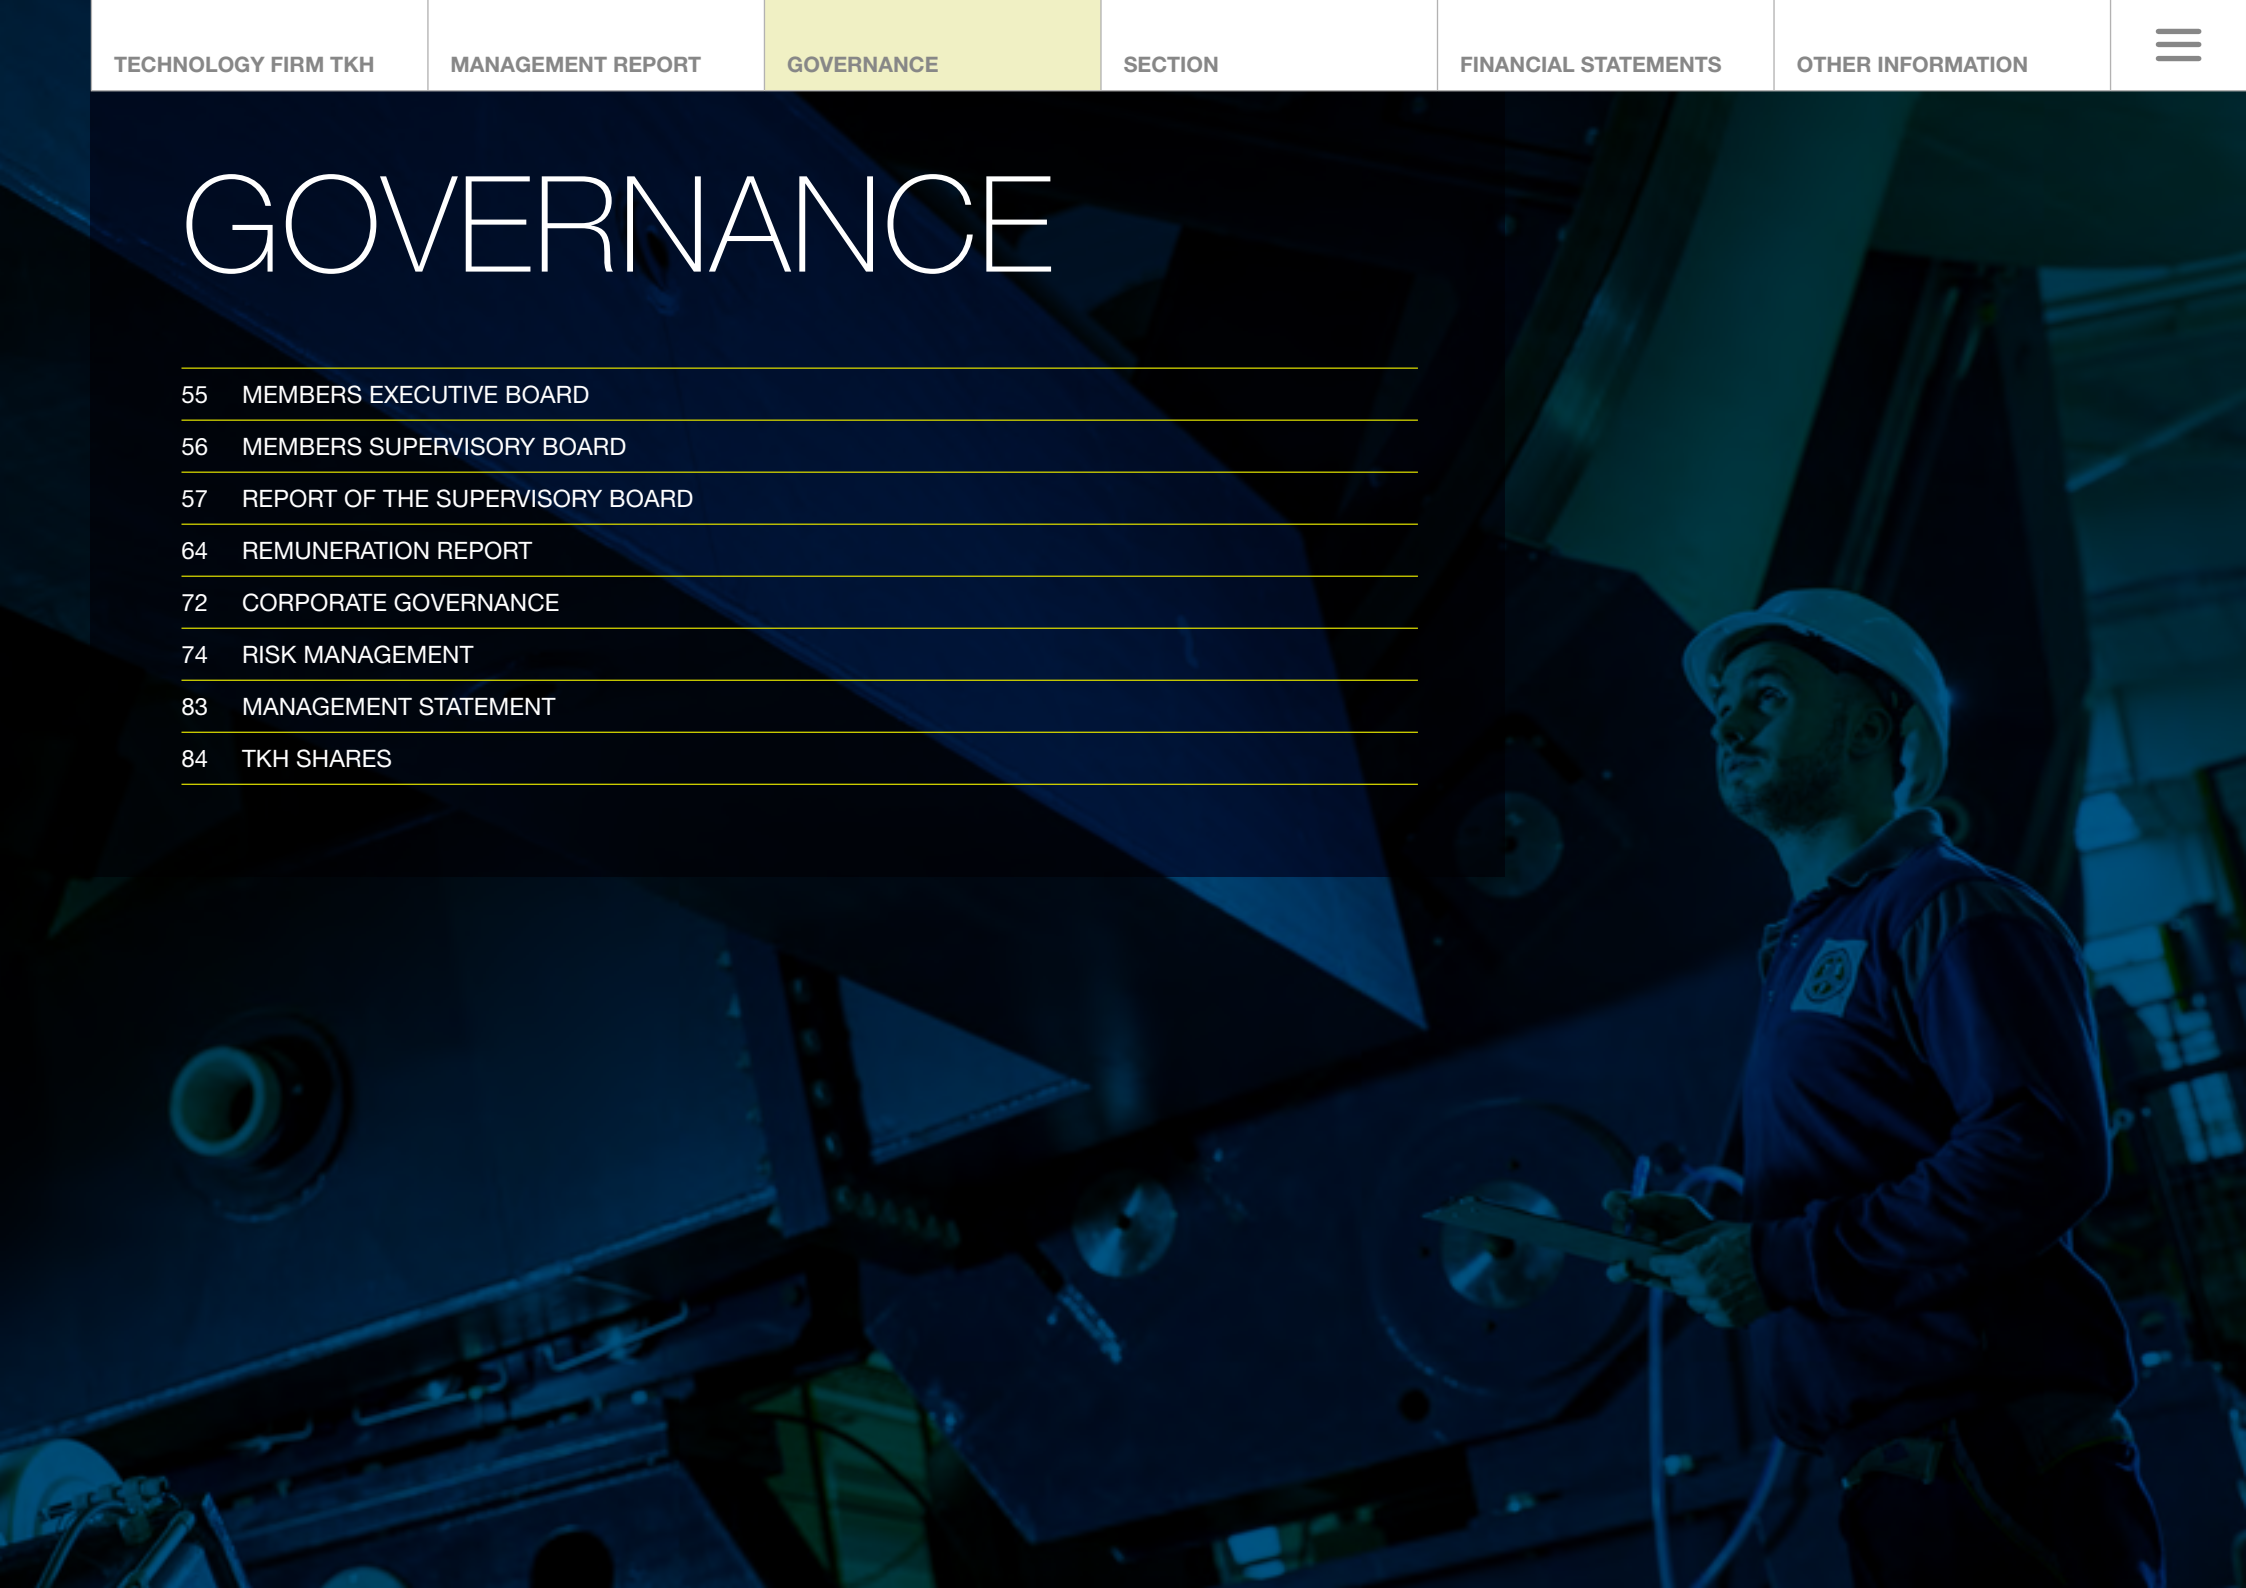 TECHNOLOGY FIRM TKH
MANAGEMENT REPORT
GOVERNANCE
SECTION
FINANCIAL STATEMENTS
OTHER INFORMATION
GOVERNANCE
55 MEMBERS EXECUTIVE BOARD
56 MEMBERS SUPERVISORY BOARD
57 REPORT OF THE SUPERVISORY BOARD
64 REMUNERATION REPORT
72 CORPORATE GOVERNANCE
74 RISK MANAGEMENT
83 MANAGEMENT STATEMENT
84 TKH SHARES